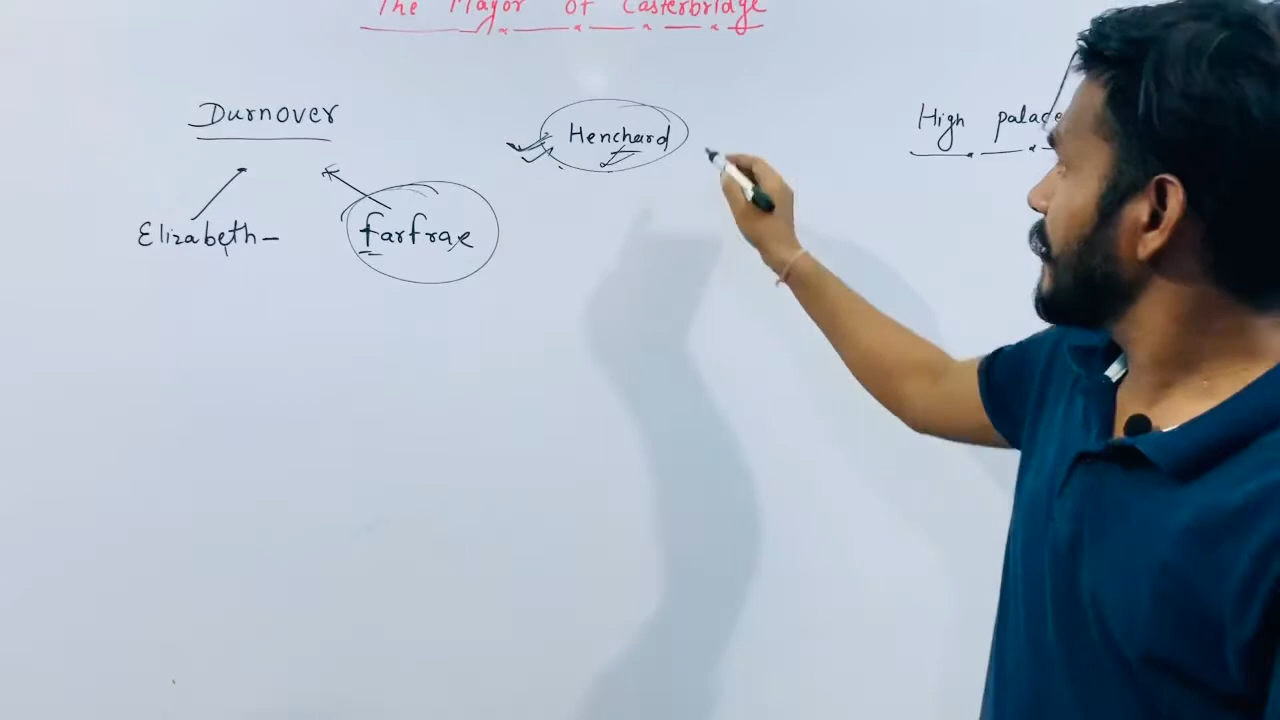 The Mayor Of Casterbridge
Durnover
Henchard
High palace
Elizabeth-
farfrae